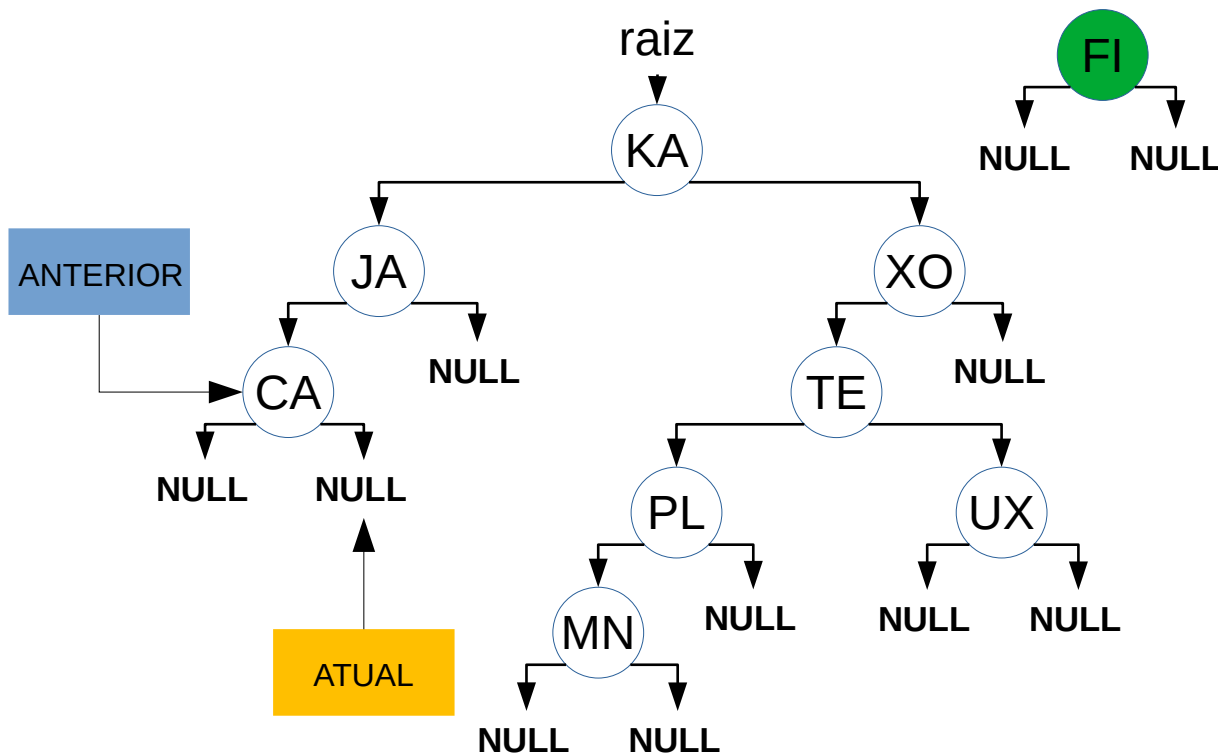 raiz
FI
KA
NULL NULL
ANTERIOR
JA
XO
NULL
NULL
CA
TE
NULL NULL
PL
UX
ATUAL
NULL
NULL NULL
MN
NULL NULL